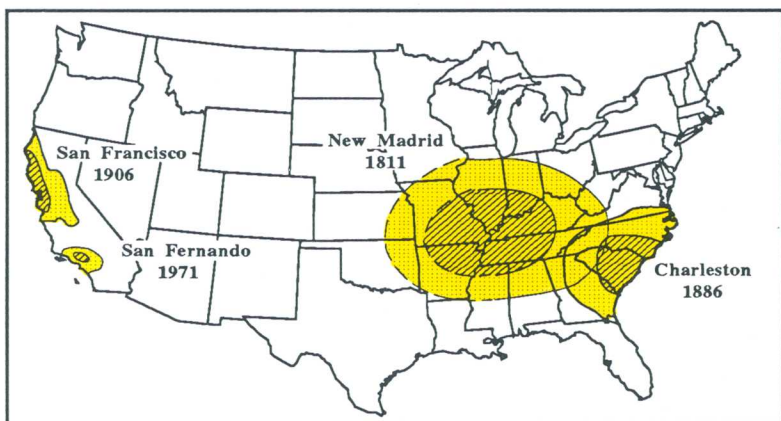 New Madrid
1811
San Francisco
1906
San Fernando
1971
Charleston
1886